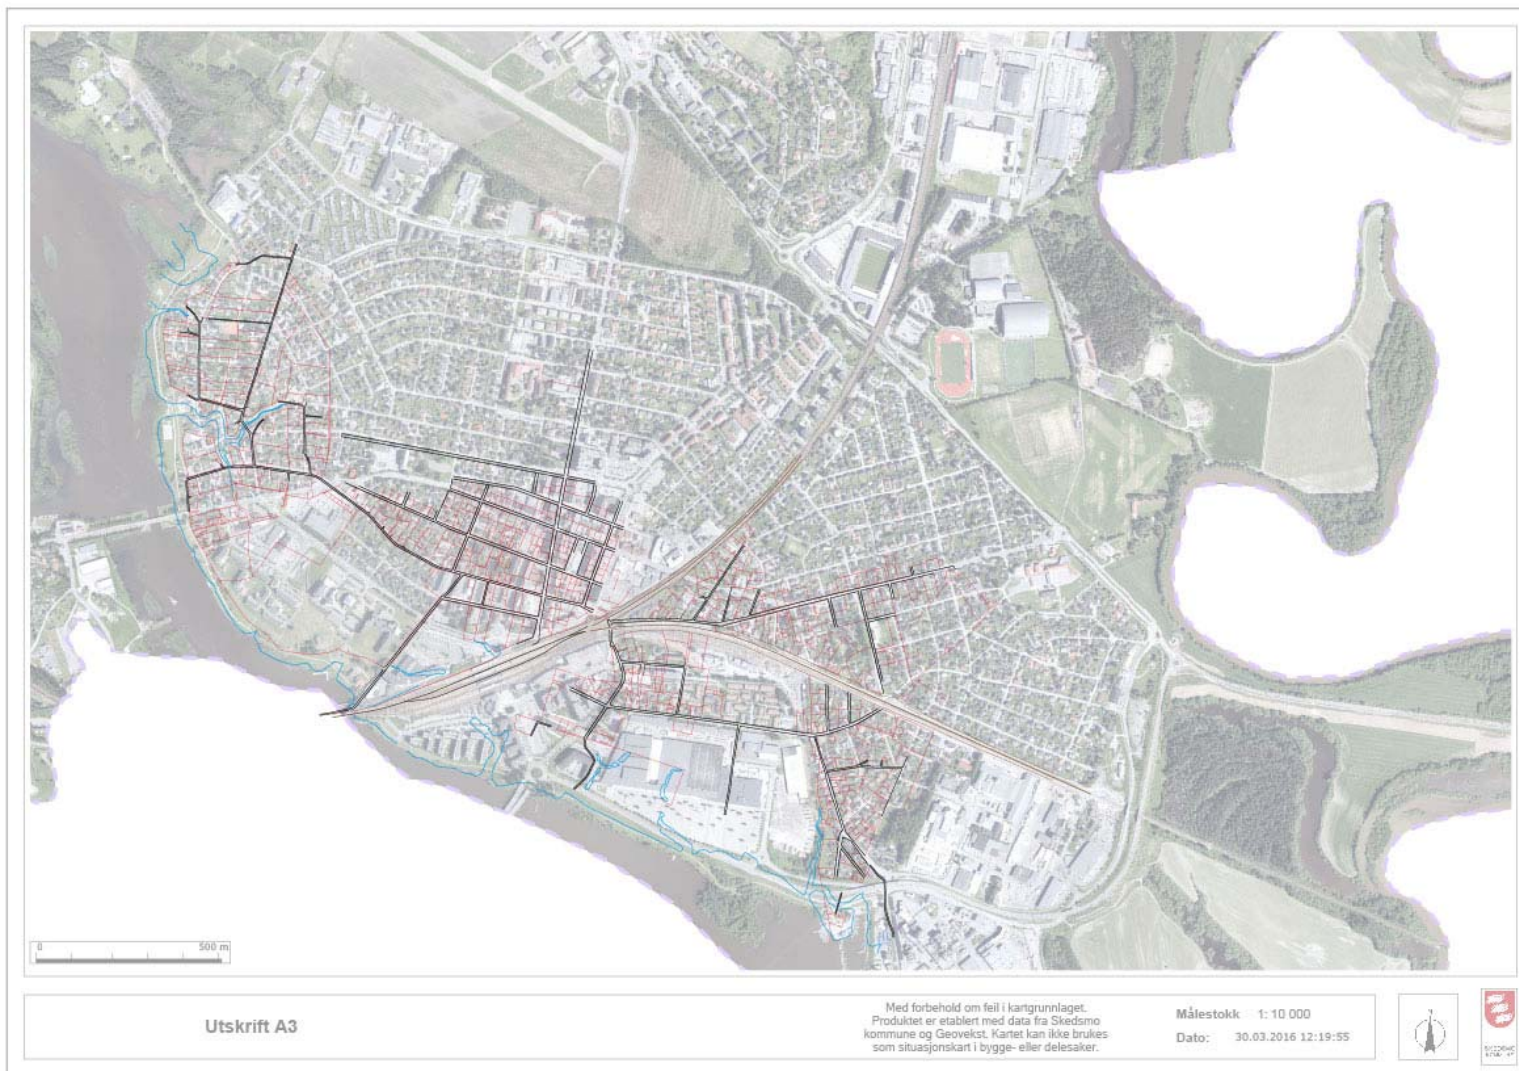 0 500 m
Utskrift A3
Med forbehold om feil i kartgrunnlaget.
Produktet er etablert med data fra Skedsmo
kommune og Geovekst. Kartet kan ikke brukes
som situasjonskart i bygge- eller delesaker.
Målestokk 1: 10 000
Dato: 30.03.2016 12:19:55